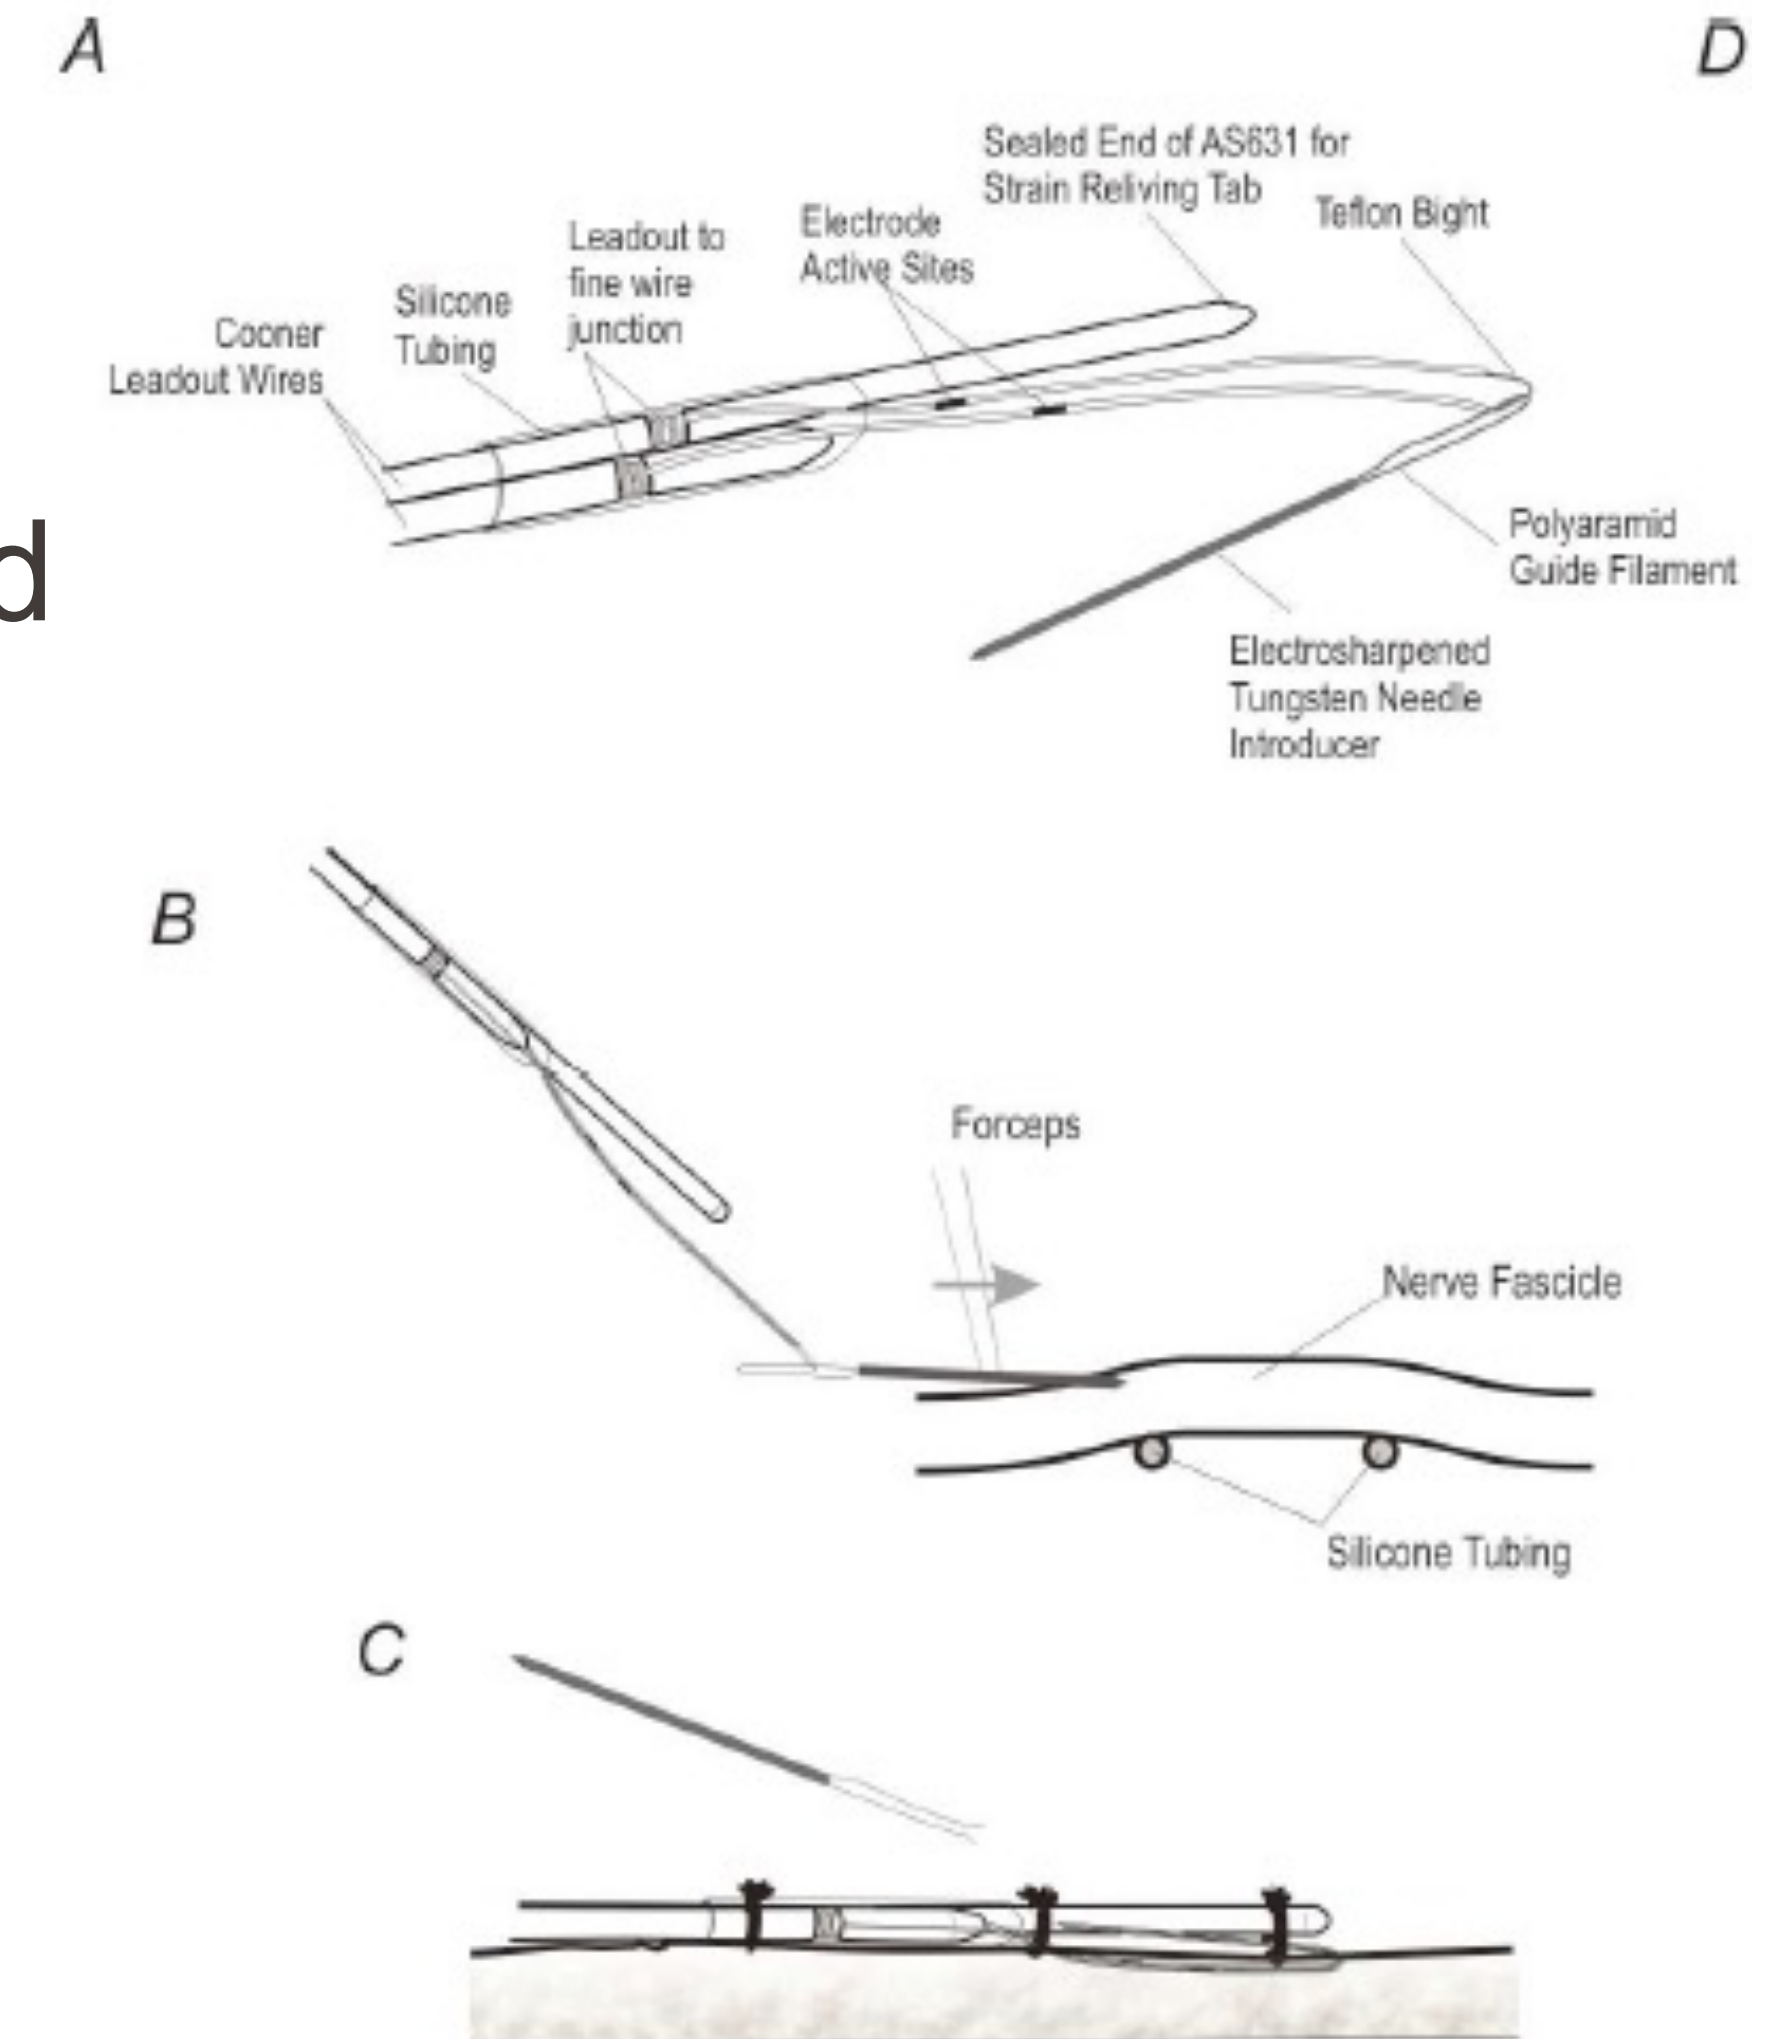 A
D
Sealed End of AS631 for
Strain Reliving Tab
Teflon Bight
Electrode
Active Sites
Leadout to
fine wire
junction
Silicone
Tubing
Cooner
Leadout Wires
d
Polyaramid
Guide Filament
Electrosharpened
Tungsten Needle
Introducer
B
Forceps
Nerve Fascicle
Silicone Tubing
C